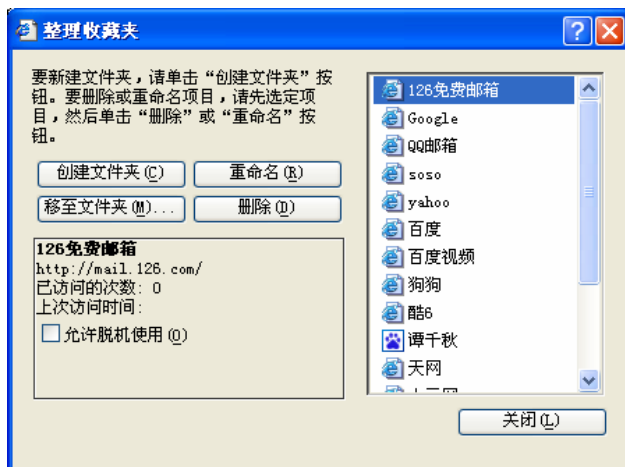 整理收藏夹
要新建文件夹，请单击“创建文件夹”按
钮。要删除或重命名项目，请先选定项
目，然后单击“删除”或“重命名”按
钮。
创建文件夹(C)
重命名(R)
移至文件夹(M)...
删除(D)
126免费邮箱
http://mail.126.com/
已访问的次数: 0
上次访问时间:
允许脱机使用(O)
126免费邮箱
Google
QQ邮箱
soso
yahoo
百度
百度视频
狗狗
酷6
谭千秋
天网
关闭(L)